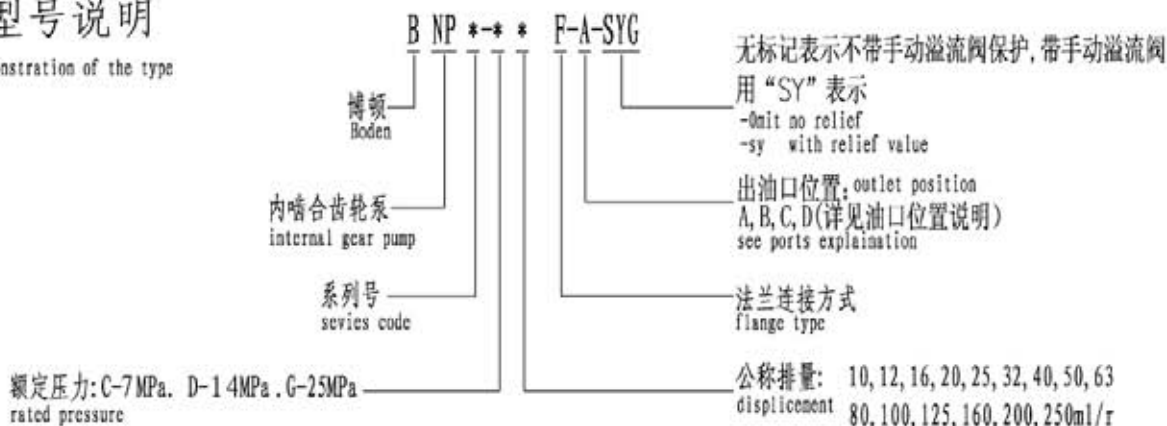 型号说明
nstration of the type
B NP *-* * F-A-SYG
无标记表示不带手动溢流阀保护,带手动溢流阀
用“SY”表示
-Omit no relief
-sy with relief value
博顿
Boden
出油口位置: outlet position
A,B,C,D(详见油口位置说明)
see ports explaination
内啮合齿轮泵
internal gear pump
系列号
sevies code
法兰连接方式
flange type
额定压力:C-7MPa. D-14MPa.G-25MPa
rated pressure
公称排量: 10,12,16,20,25,32,40,50,63
displicement 80,100,125,160,200,250ml/r